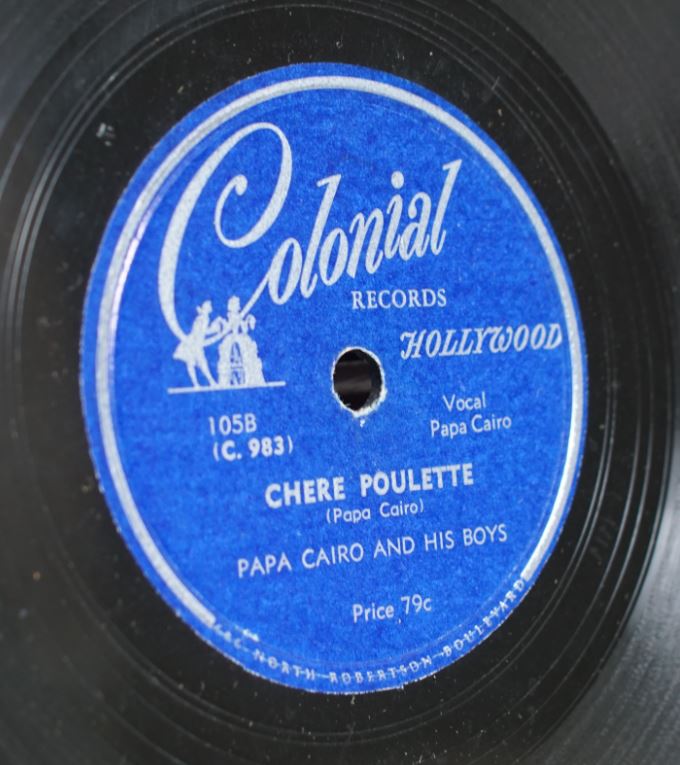 Colonial
RECORDS
HOLLYWOOD
105B
(C. 983)
Vocal
Papa Cairo
CHERE POULETTE
(Papa Cairo)
PAPA CAIRO AND HIS BOYS
Price 79c
NORTH ROBERTSON BOULEVARD